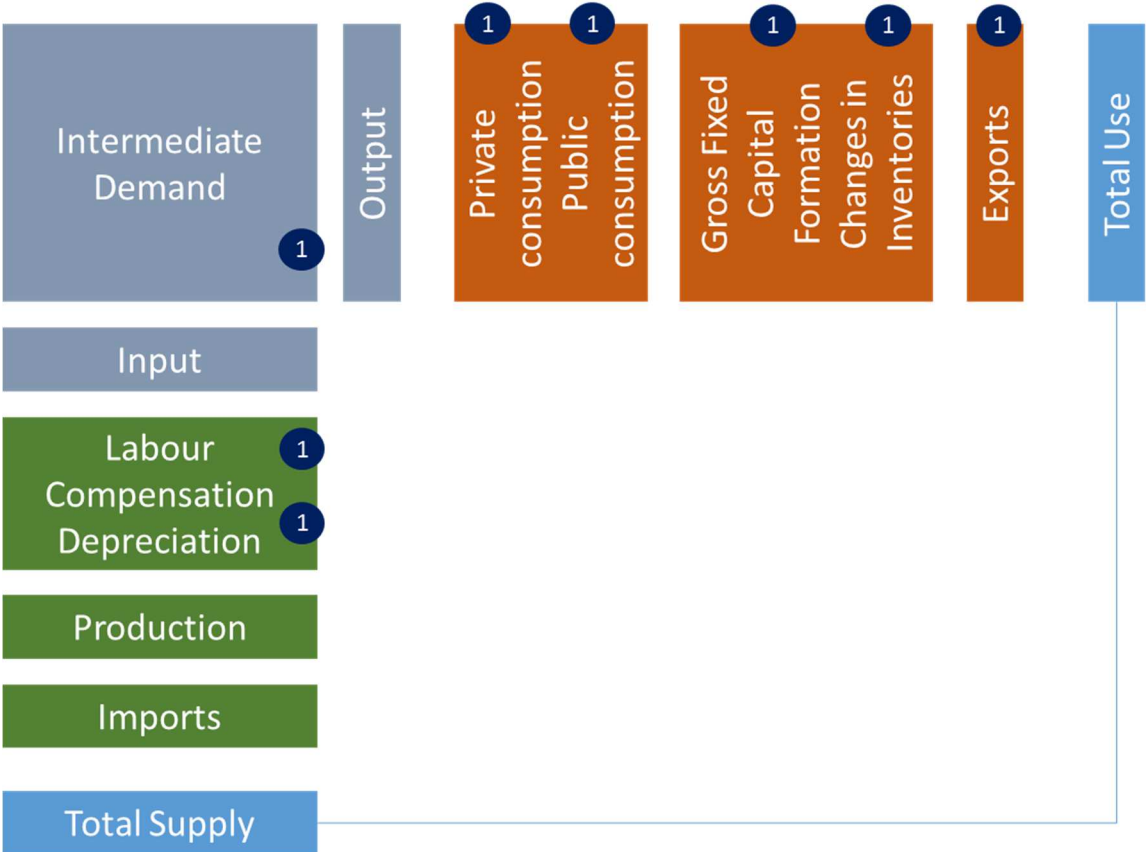 1
1
1
1
1
Intermediate
Demand
1
Output
Private
consumption
Public
consumption
Gross Fixed
Capital
Formation
Changes in
Inventories
Exports
Total Use
Input
Labour
Compensation
Depreciation
1
1
Production
Imports
Total Supply